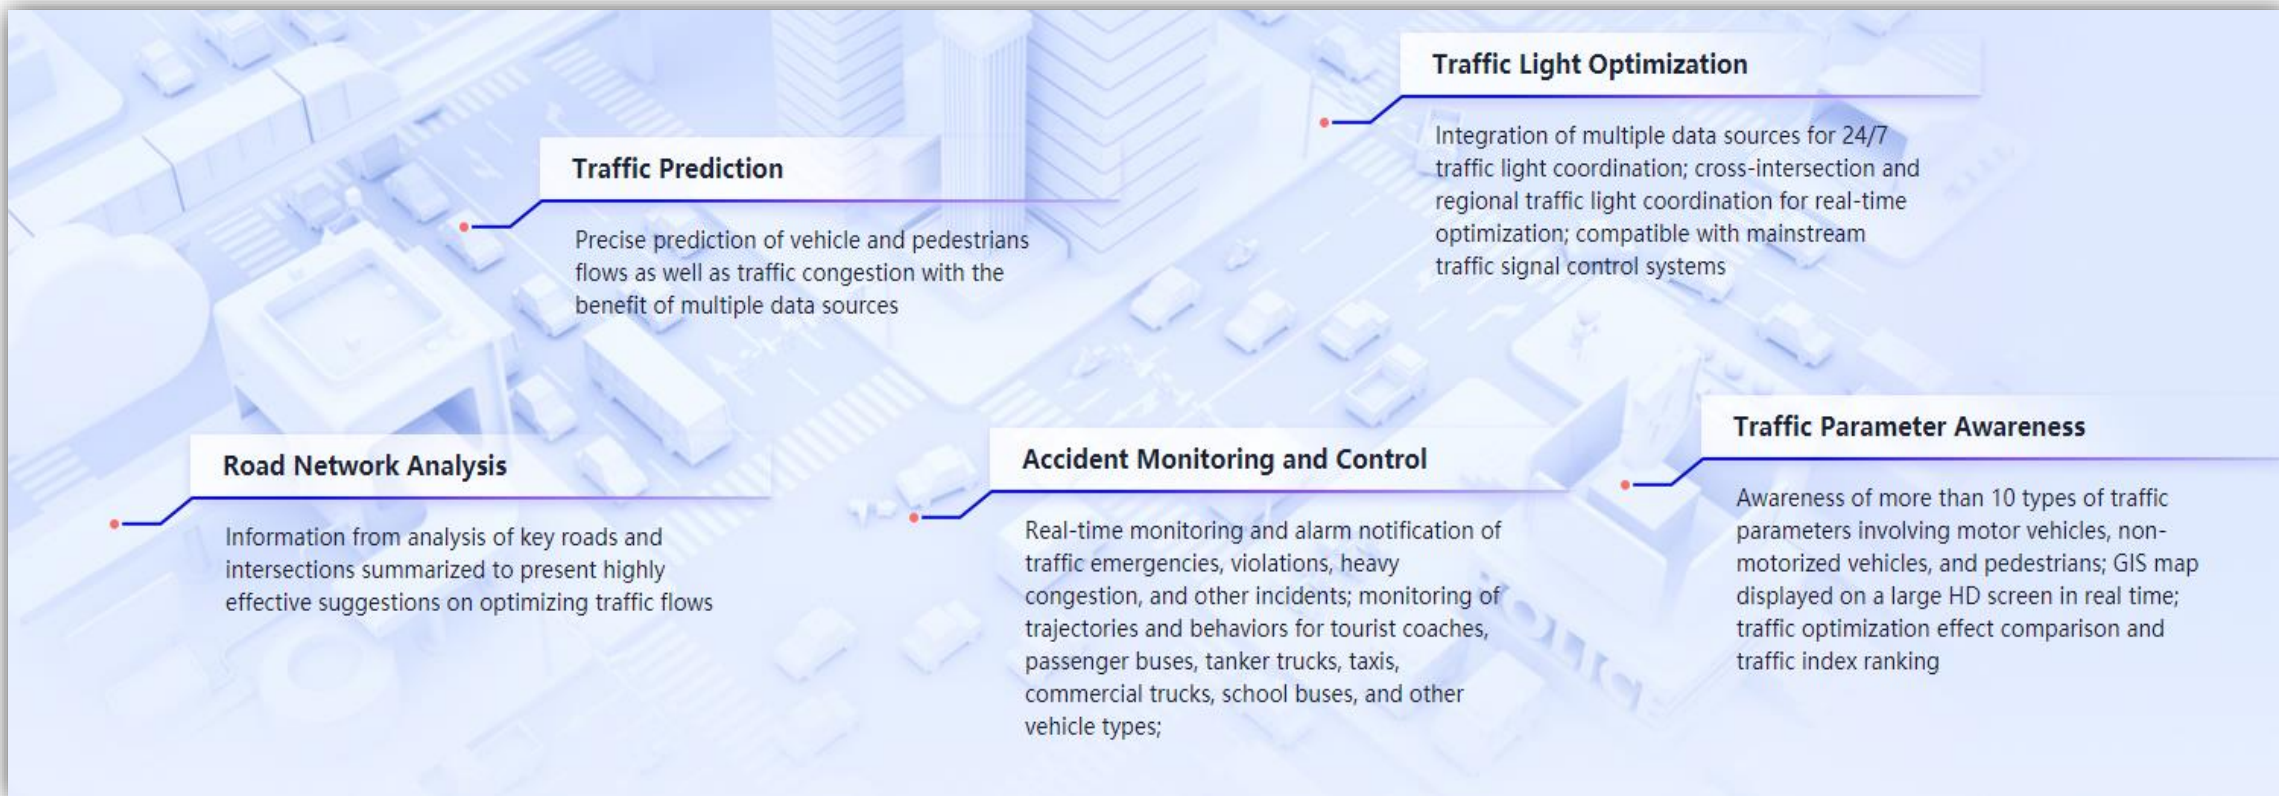 Traffic Light Optimization
Integration of multiple data sources for 24/7
traffic light coordination; cross-intersection and
regional traffic light coordination for real-time
optimization; compatible with mainstream
traffic signal control systems
Traffic Prediction
Precise prediction of vehicle and pedestrians
flows as well as traffic congestion with the
benefit of multiple data sources
Road Network Analysis
Information from analysis of key roads and
intersections summarized to present highly
effective suggestions on optimizing traffic flows
Accident Monitoring and Control
Real-time monitoring and alarm notification of
traffic emergencies, violations, heavy
congestion, and other incidents; monitoring of
trajectories and behaviors for tourist coaches,
passenger buses, tanker trucks, taxis,
commercial trucks, school buses, and other
vehicle types;
Traffic Parameter Awareness
Awareness of more than 10 types of traffic
parameters involving motor vehicles, non-
motorized vehicles, and pedestrians; GIS map
displayed on a large HD screen in real time;
traffic optimization effect comparison and
traffic index ranking